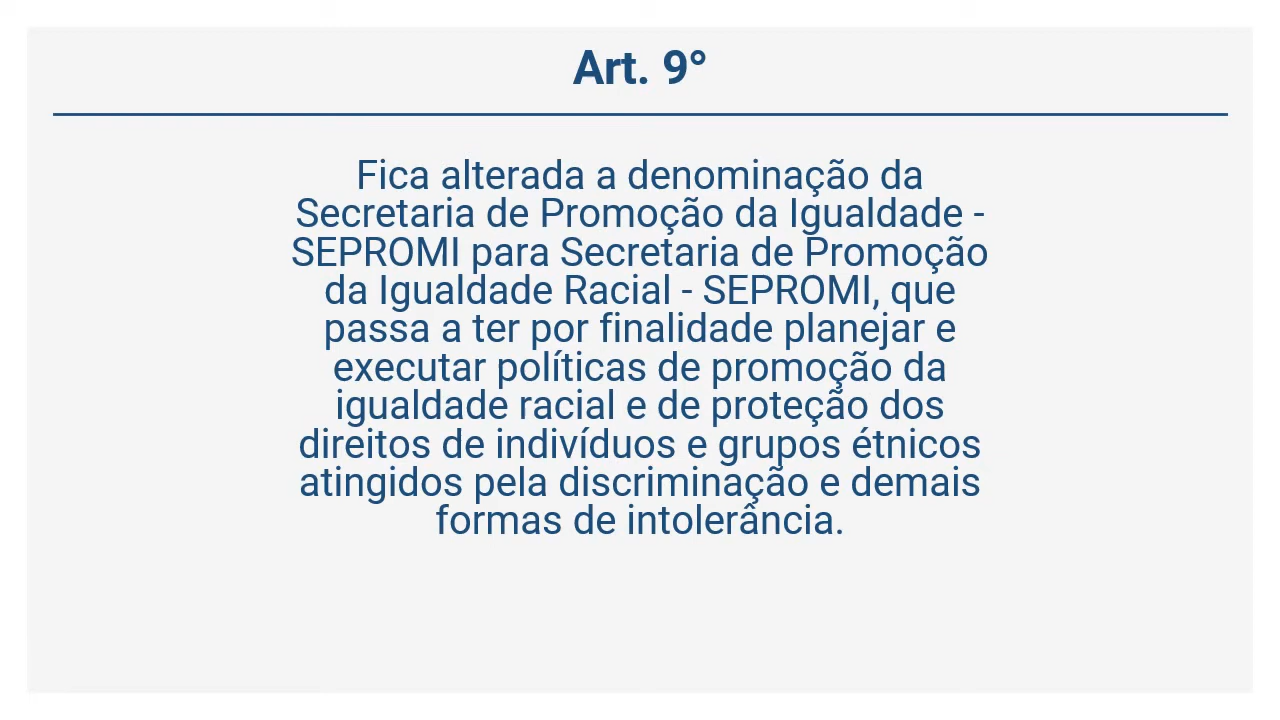 Art. 9°
Fica alterada a denominação da
Secretaria de Promoção da Igualdade -
SEPROMI para Secretaria de Promoção
da Igualdade Racial - SEPROMI, que
passa a ter por finalidade planejar e
executar políticas de promoção da
igualdade racial e de proteção dos
direitos de indivíduos e grupos étnicos
atingidos pela discriminação e demais
formas de intolerância.